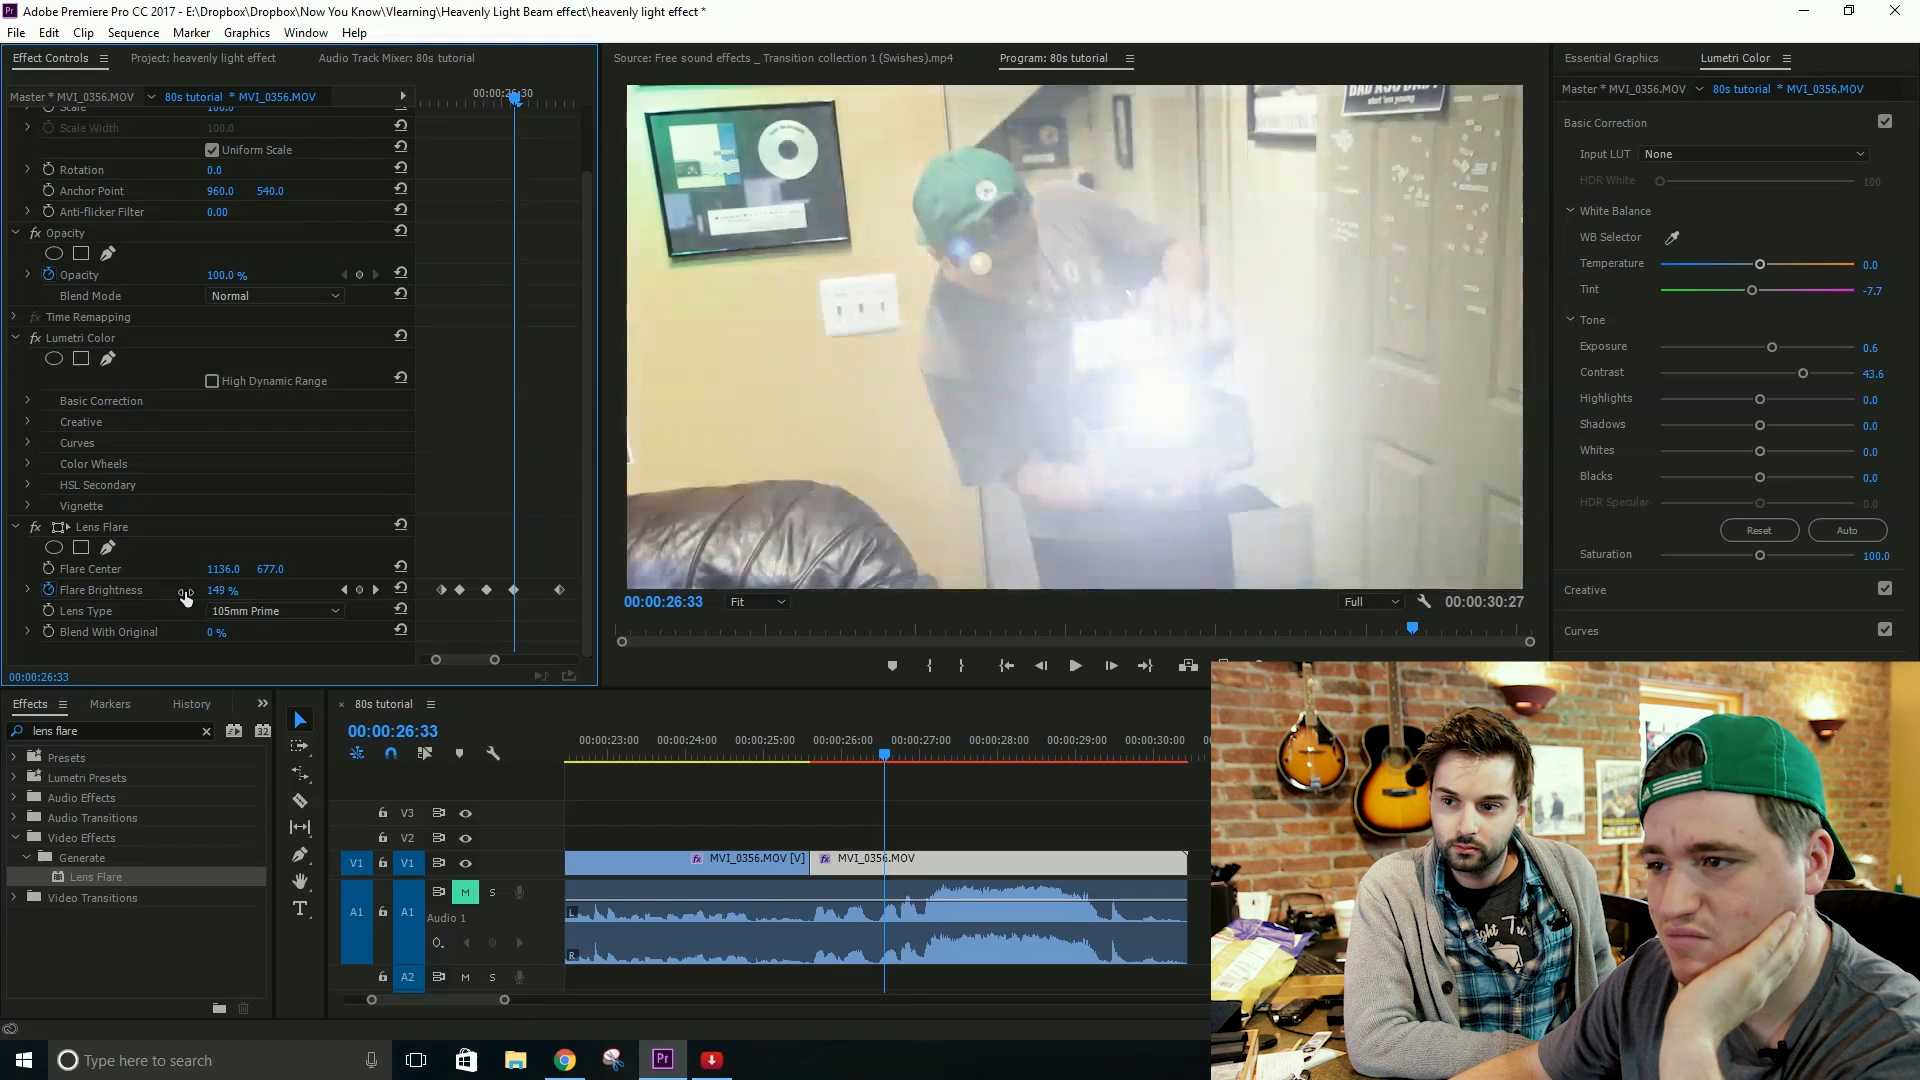 Adobe Premiere Pro CC 2017 - E:\Dropbox\Dropbox\Now You Know\Vlearning\Heavenly Light Beam effect\heavenly light effect *
File Edit Clip Sequence Marker Graphics Window Help
Effect Controls Project: heavenly light effect Audio Track Mixer: 80s tutorial
Master * MVI_0356.MOV 80s tutorial * MVI_0356.MOV 00:00:26:30
Scale 100.0
Scale Width 100.0
Uniform Scale
Rotation 0.0
Anchor Point 960.0 540.0
Anti-flicker Filter 0.00
fx Opacity
Opacity 100.0 %
Blend Mode Normal
fx Time Remapping
fx Lumetri Color
High Dynamic Range
Basic Correction
Creative
Curves
Color Wheels
HSL Secondary
Vignette
fx Lens Flare
Flare Center 1136.0 677.0
Flare Brightness 149 %
Lens Type 105mm Prime
Blend With Original 0 %
00:00:26:33
Source: Free sound effects _ Transition collection 1 (Swishes).mp4 Program: 80s tutorial
start 'em young
00:00:26:33 Fit Full 00:00:30:27
Essential Graphics Lumetri Color
Master * MVI_0356.MOV 80s tutorial * MVI_0356.MOV
Basic Correction
Input LUT None
HDR White 100
White Balance
WB Selector
Temperature 0.0
Tint -7.7
Tone
Exposure 0.6
Contrast 43.6
Highlights 0.0
Shadows 0.0
Whites 0.0
Blacks 0.0
HDR Specular 0.0
Reset Auto
Saturation 100.0
Creative
Curves
Effects Markers History
lens flare 32
Presets
Lumetri Presets
Audio Effects
Audio Transitions
Video Effects
Generate
Lens Flare
Video Transitions
80s tutorial
00:00:26:33
00:00:23:00 00:00:24:00 00:00:25:00 00:00:26:00 00:00:27:00 00:00:28:00 00:00:29:00 00:00:30:00
V3
V2
V1 V1 fx MVI_0356.MOV [V] fx MVI_0356.MOV
A1 A1 M S
Audio 1
L
R
A2 M S
Type here to search
Pr